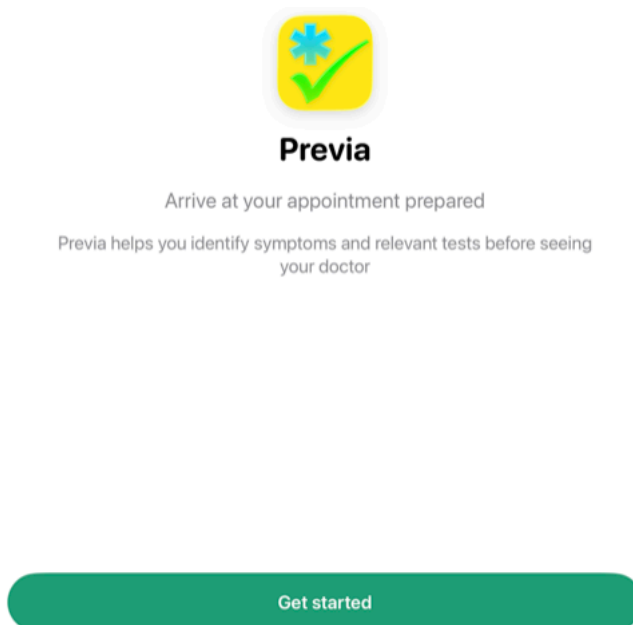 Previa
Arrive at your appointment prepared
Previa helps you identify symptoms and relevant tests before seeing
your doctor
Get started